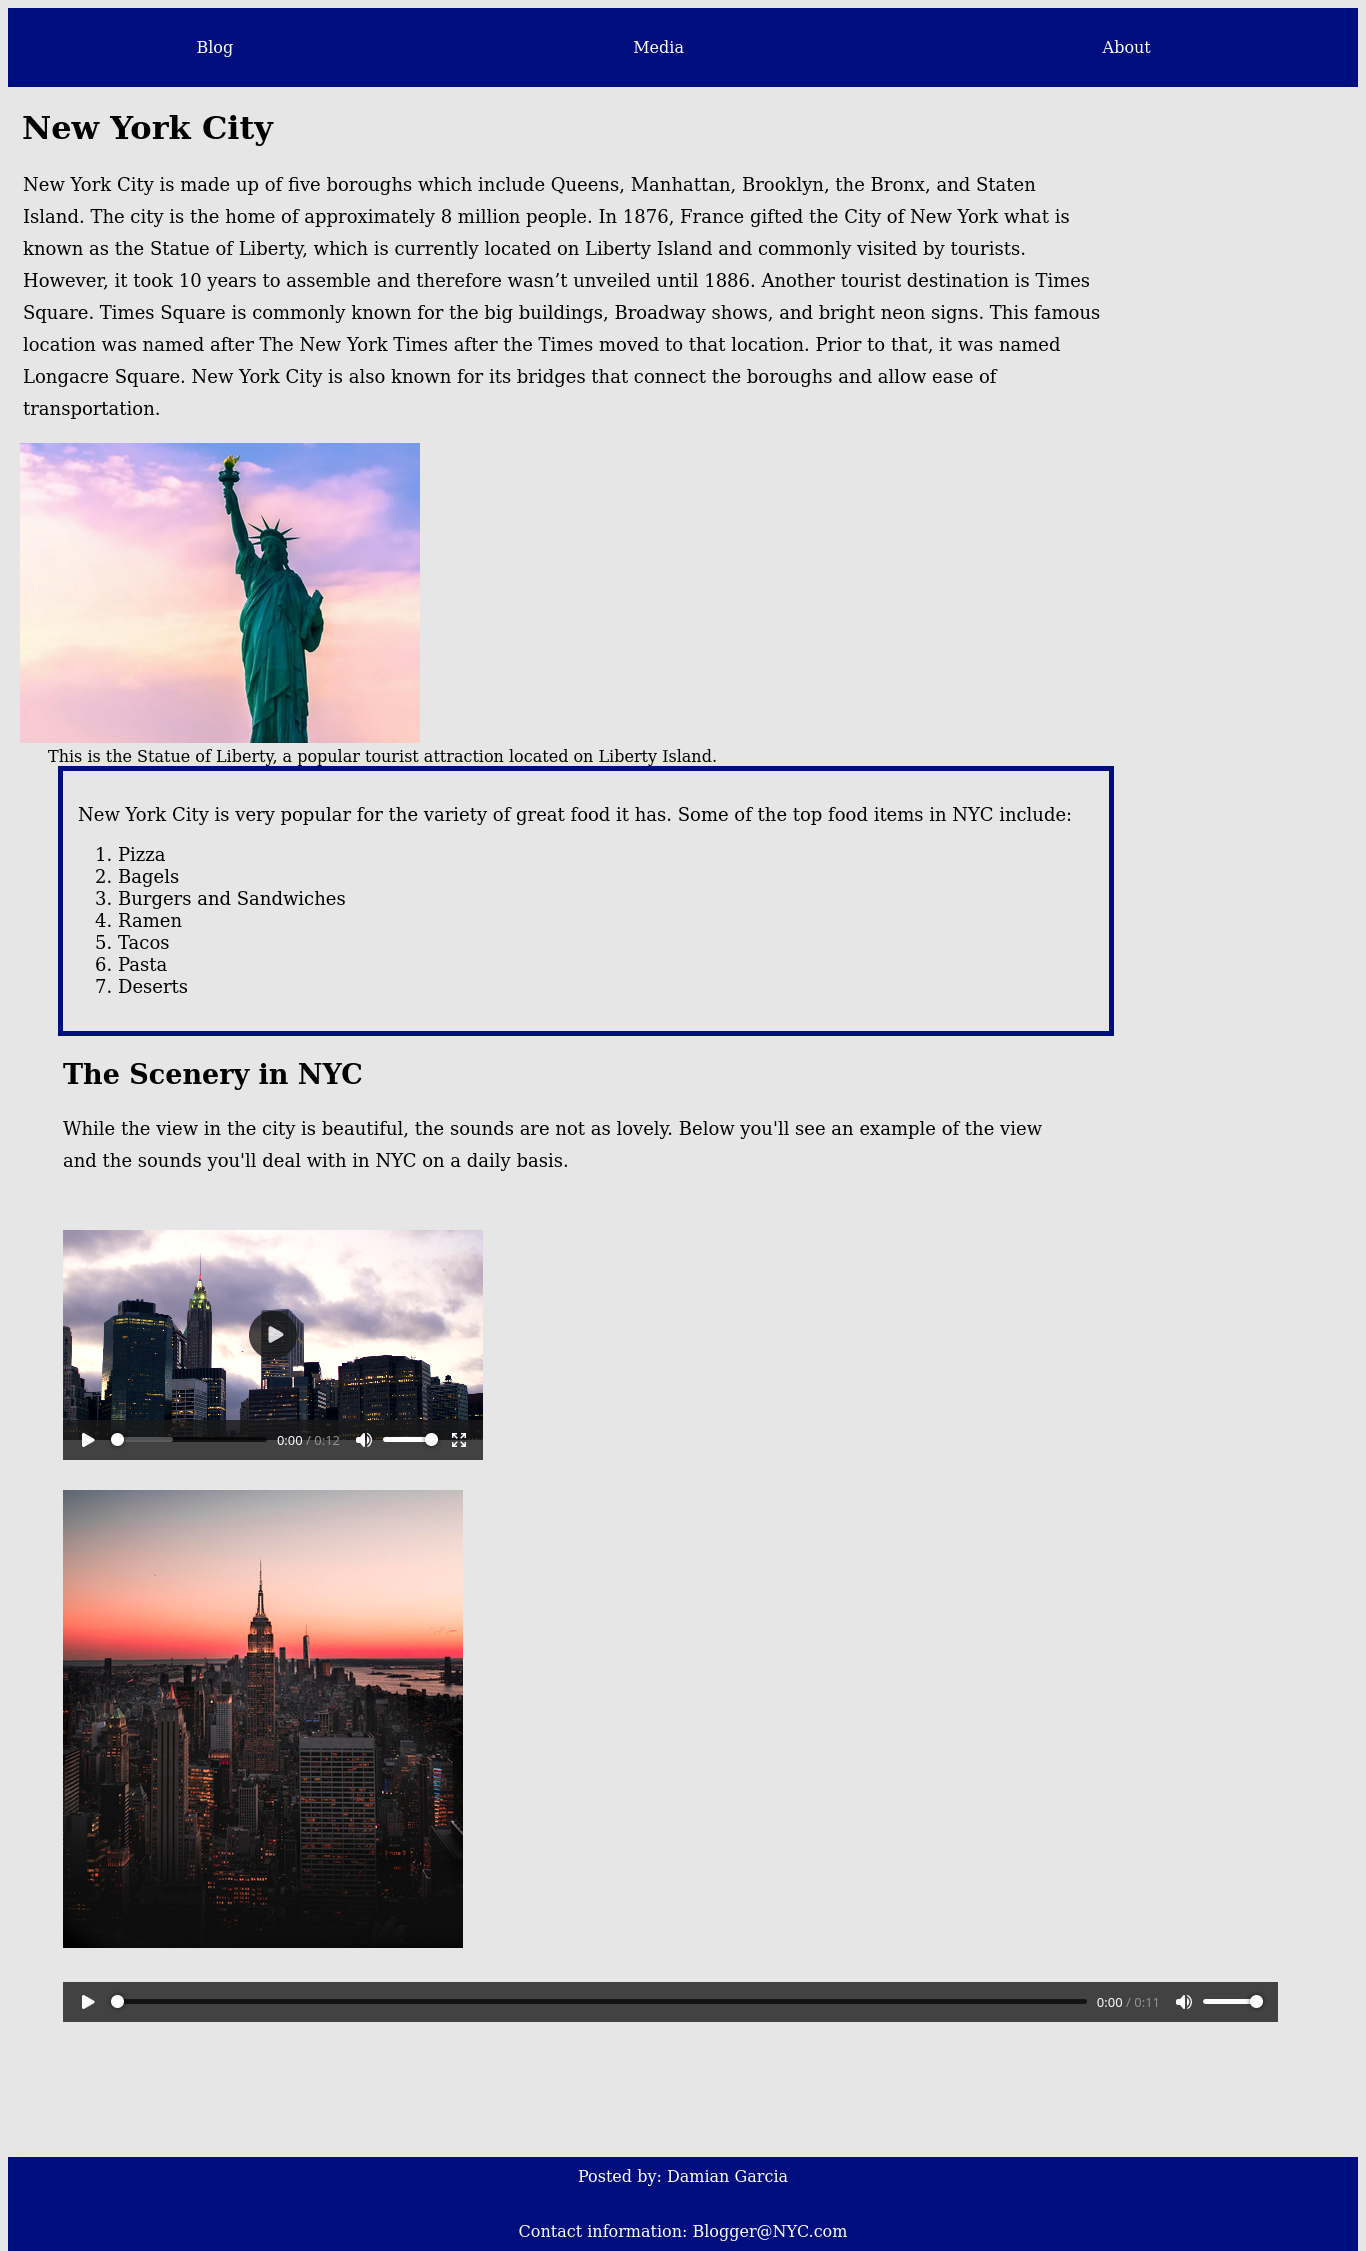 Blog
Media
About
New York City
New York City is made up of five boroughs which include Queens, Manhattan, Brooklyn, the Bronx, and Staten
Island. The city is the home of approximately 8 million people. In 1876, France gifted the City of New York what is
known as the Statue of Liberty, which is currently located on Liberty Island and commonly visited by tourists.
However, it took 10 years to assemble and therefore wasn’t unveiled until 1886. Another tourist destination is Times
Square. Times Square is commonly known for the big buildings, Broadway shows, and bright neon signs. This famous
location was named after The New York Times after the Times moved to that location. Prior to that, it was named
Longacre Square. New York City is also known for its bridges that connect the boroughs and allow ease of
transportation.
This is the Statue of Liberty, a popular tourist attraction located on Liberty Island.
New York City is very popular for the variety of great food it has. Some of the top food items in NYC include:
1. Pizza
2. Bagels
3. Burgers and Sandwiches
4. Ramen
5. Tacos
6. Pasta
7. Deserts
The Scenery in NYC
While the view in the city is beautiful, the sounds are not as lovely. Below you'll see an example of the view
and the sounds you'll deal with in NYC on a daily basis.
0:00 / 0:12
0:00 / 0:11
Posted by: Damian Garcia
Contact information: Blogger@NYC.com